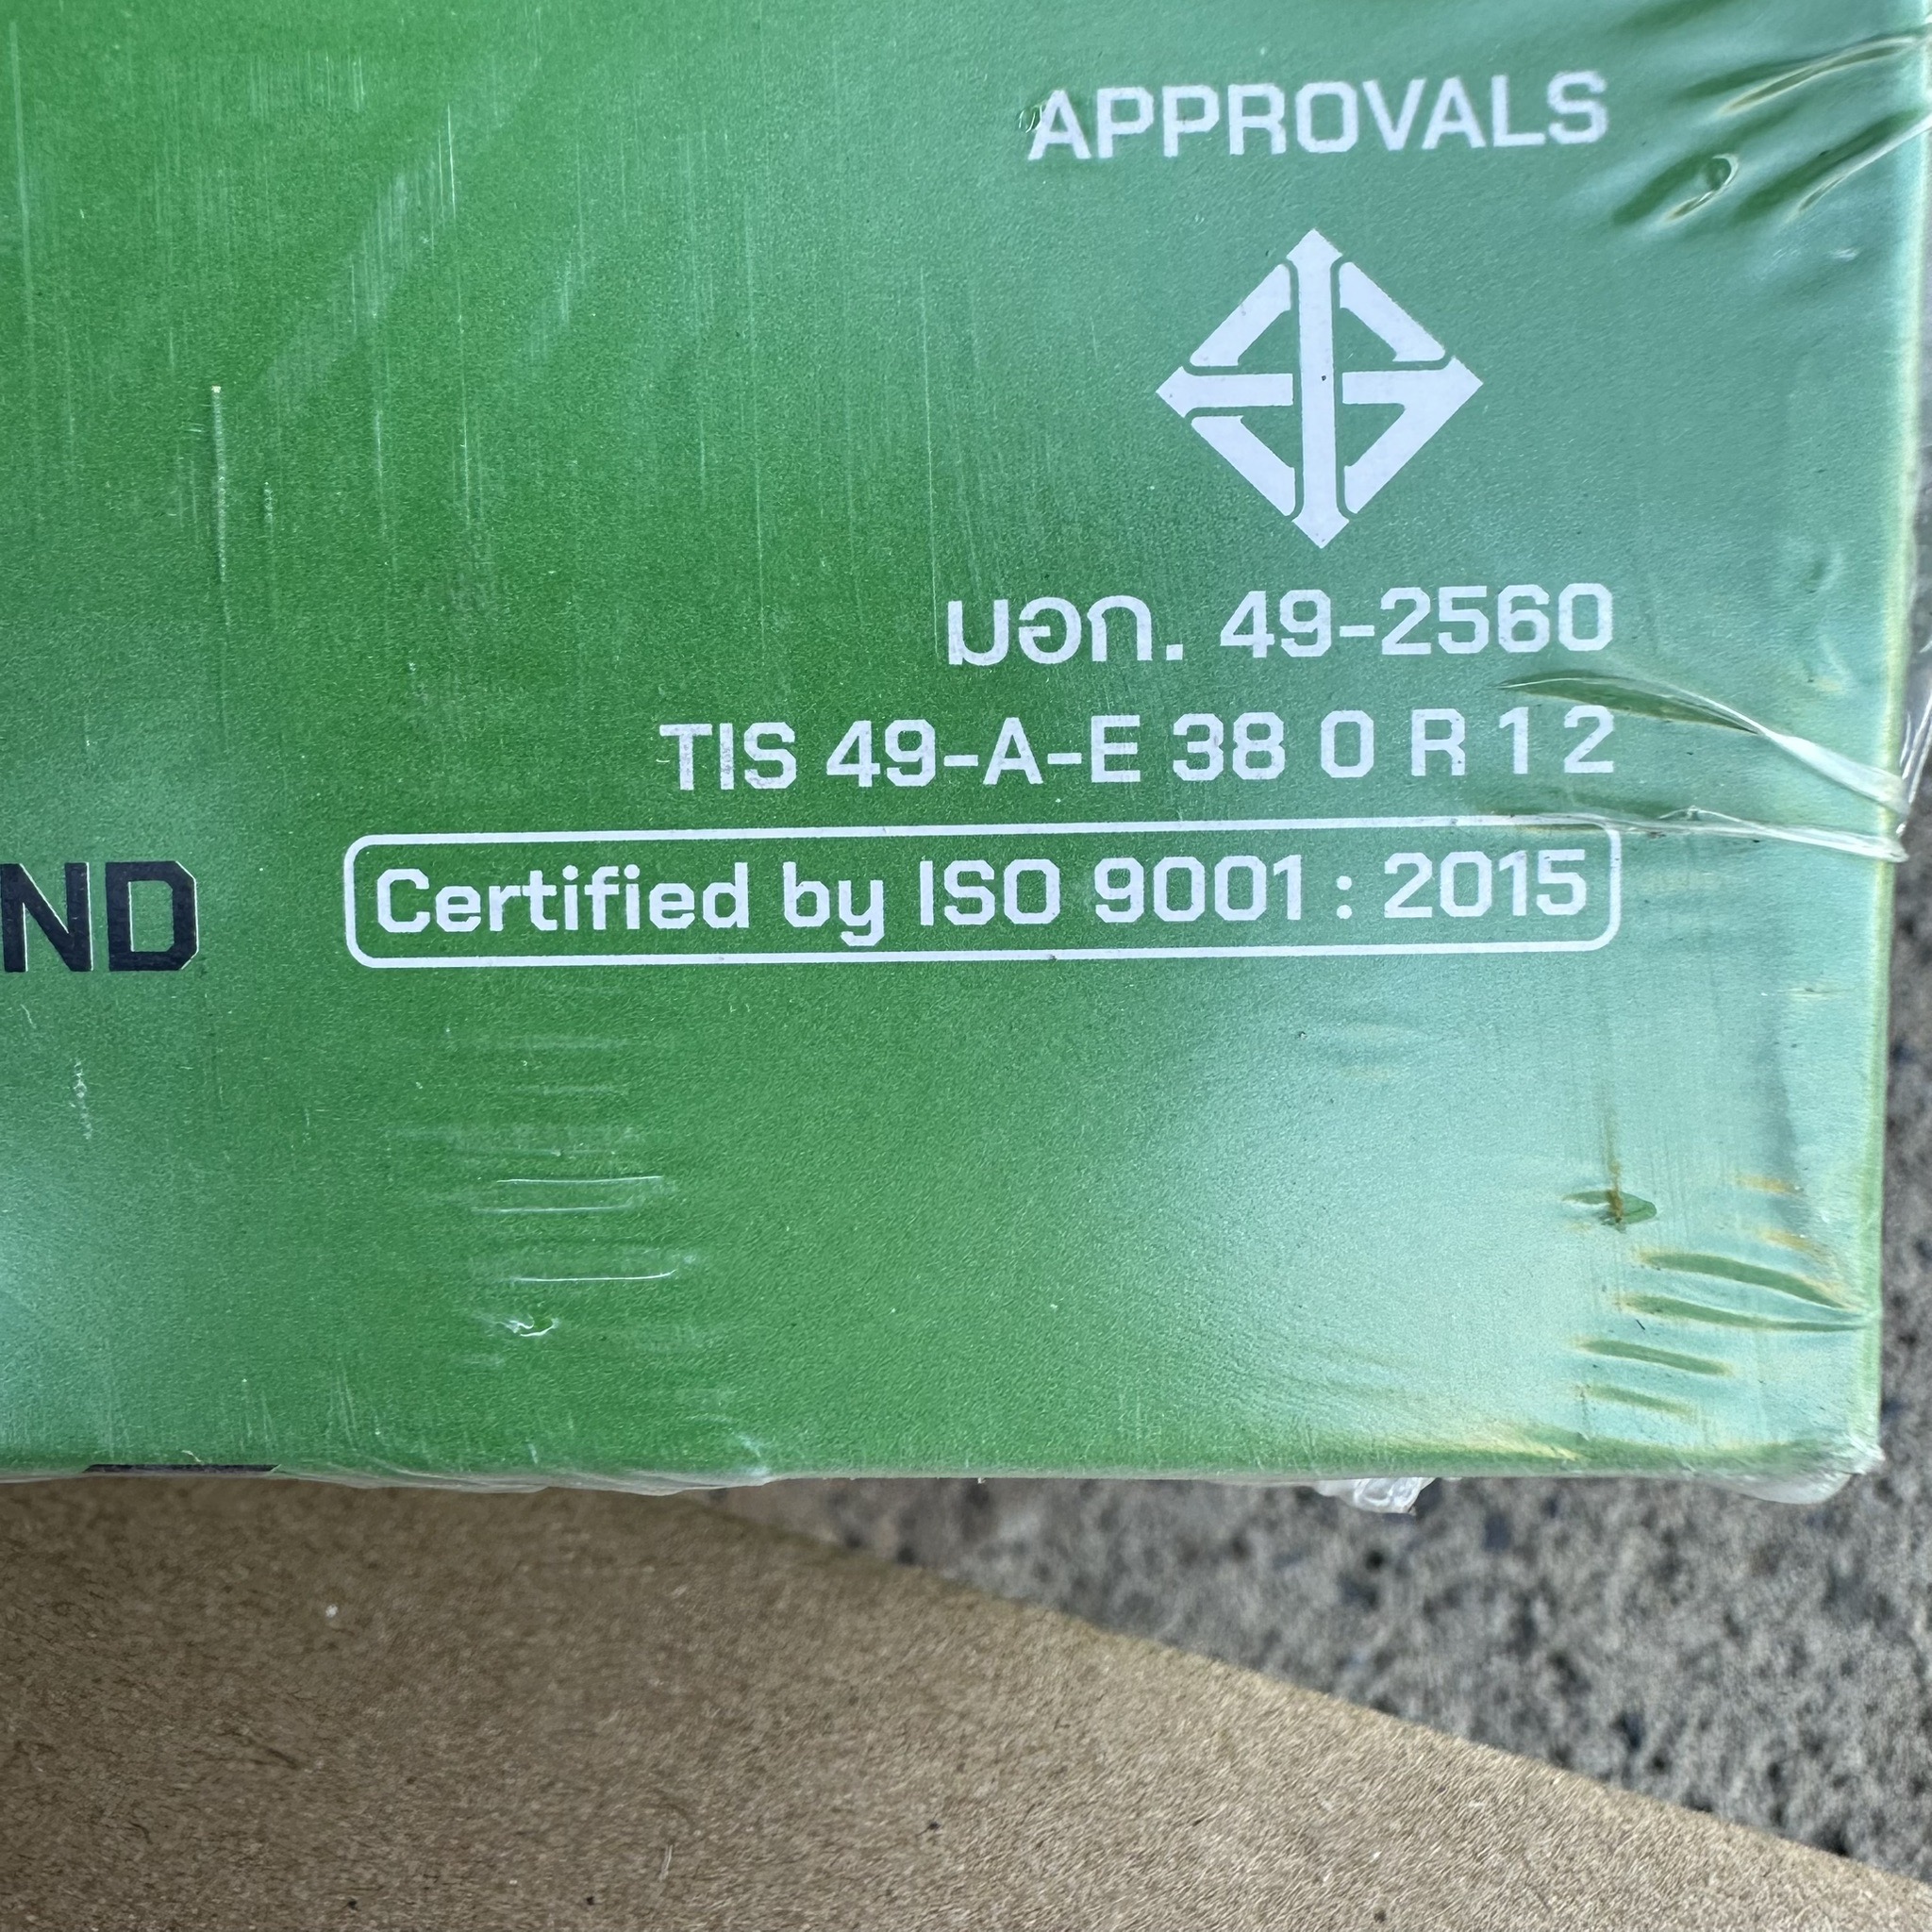 APPROVALS
มอก. 49-2560
TIS 49-A-E 38 0 R 1 2
ND
Certified by ISO 9001 : 2015